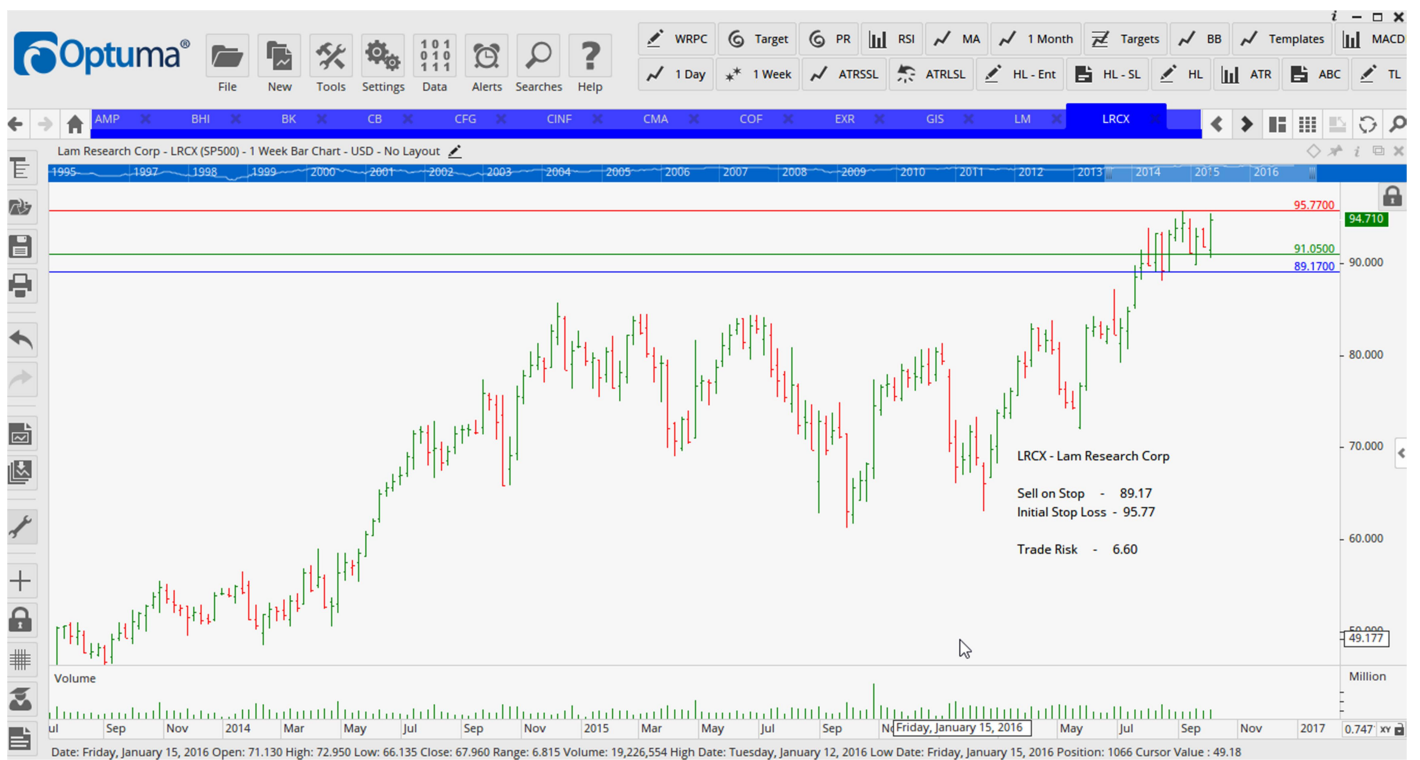 Optuma®
File New Tools Settings Data Alerts Searches Help
WRPC Target PR RSI MA 1 Month Targets BB Templates MACD
1 Day 1 Week ATRSSL ATRLSL HL - Ent HL - SL HL ATR ABC TL
AMP BHI BK CB CFG CINF CMA COF EXR GIS LM LRCX
Lam Research Corp - LRCX (SP500) - 1 Week Bar Chart - USD - No Layout
1995 1997 1998 1999 2000 2001 2002 2003 2004 2005 2006 2007 2008 2009 2010 2011 2012 2013 2014 2015 2016
95.7700
94.710
91.0500
89.1700
90.000
80.000
70.000
LRCX - Lam Research Corp
Sell on Stop - 89.17
Initial Stop Loss - 95.77
60.000
Trade Risk - 6.60
50.000
49.177
Volume
Million
ul Sep Nov 2014 Mar May Jul Sep Nov 2015 Mar May Jul Sep No Friday, January 15, 2016 May Jul Sep Nov 2017 0.747 XY
Date: Friday, January 15, 2016 Open: 71.130 High: 72.950 Low: 66.135 Close: 67.960 Range: 6.815 Volume: 19,226,554 High Date: Tuesday, January 12, 2016 Low Date: Friday, January 15, 2016 Position: 1066 Cursor Value : 49.18